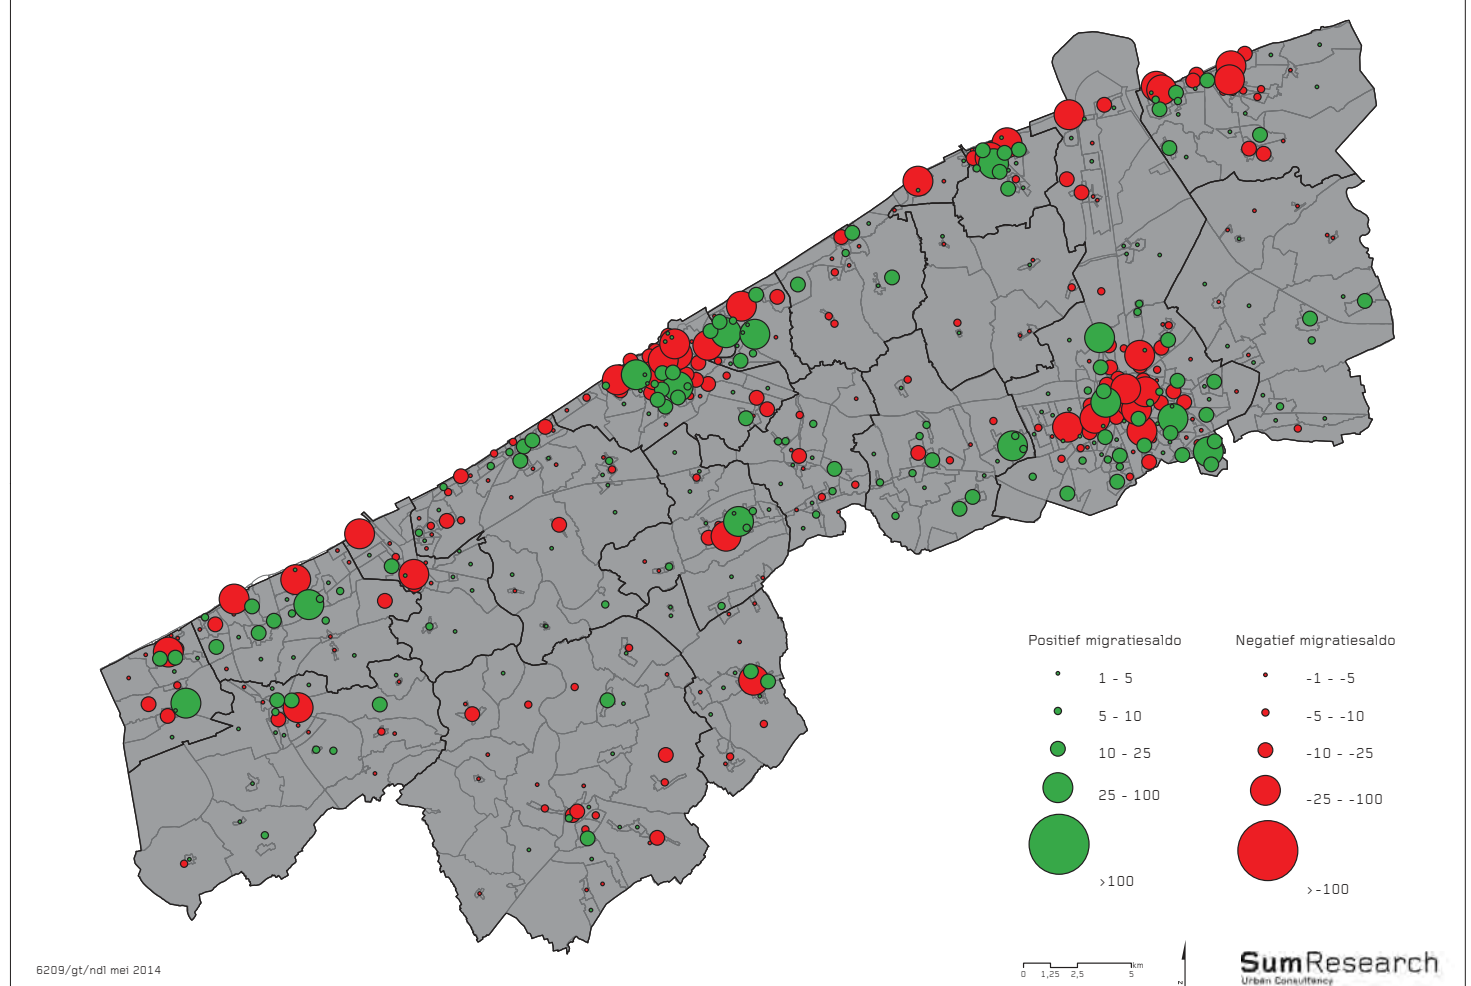 Positief migratiesaldo
1 - 5
5 - 10
10 - 25
25 - 100
>100
Negatief migratiesaldo
-1 - -5
-5 - -10
-10 - -25
-25 - -100
>-100
6209/gt/nd1 mei 2014
km
0 1,25 2,5 5
z
SumResearch
Urban Consultancy